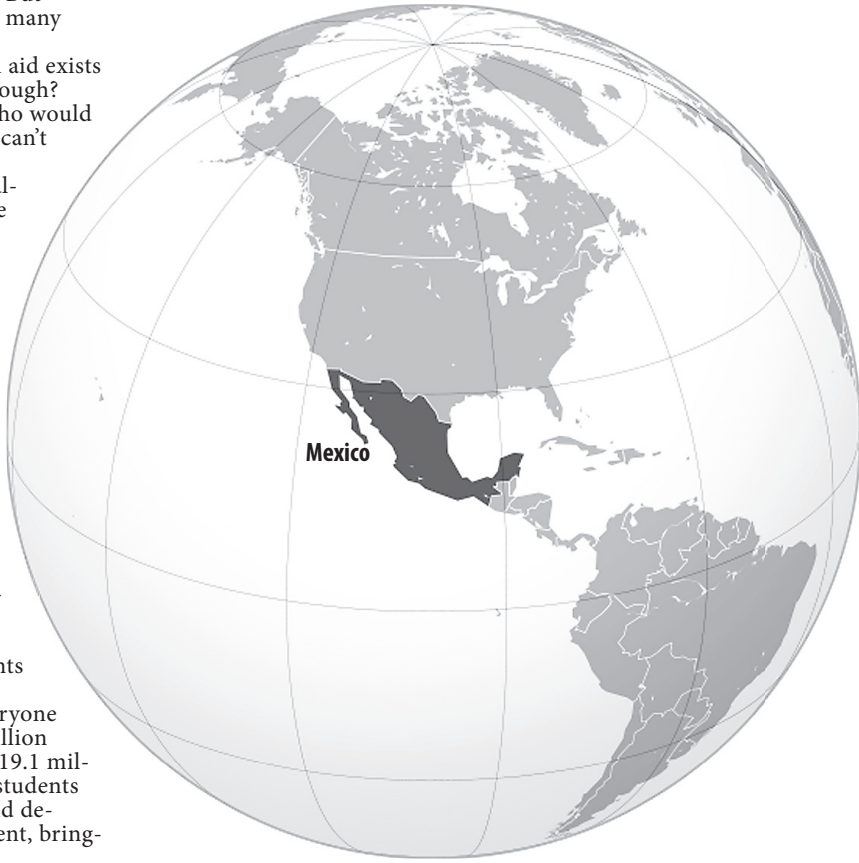 But
many
aid exists
ough?
ho would
can't
al-
e
Mexico
nts
ryone
llion
19.1 mil-
students
d de-
ent, bring-